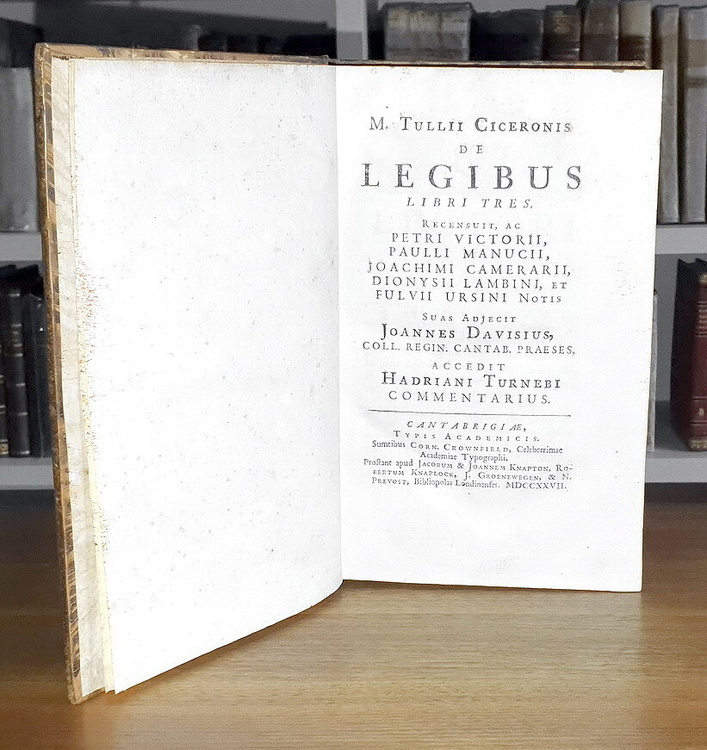 M. TULLII CICERONIS
DE
LEGIBUS
LIBRI TRES.
RECENSUIT, AC
PETRI VICTORII,
PAULLI MANUCII,
JOACHIMI CAMERARII,
DIONYSII LAMBINI, ET
FULVII URSINI NOTIS
SUAS ADJECIT
JOANNES DAVISIUS,
COLL. REGIN. CANTAB. PRAESES,
ACCEDIT
HADRIANI TURNEBI
COMMENTARIUS.
CANTABRIGIÆ,
TYPIS ACADEMICIS.
Sumtibus CORN. CROWNFIELD, Celeberrimae
Academiae Typographi.
Prostant apud JACOBUM & JOANNEM KNAPTON, RO-
BERTUM KNAPLOCK, J. GROENEWEGEN, & N.
PREVOST, Bibliopolas Londinenses. MDCCXXVII.